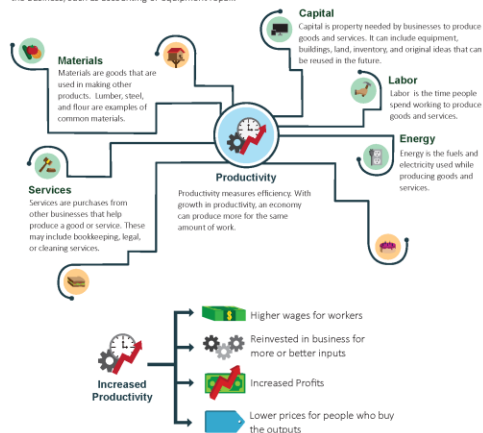 Capital
Capital is property needed by businesses to produce
goods and services. It can include equipment,
buildings, land, inventory, and original ideas that can
be reused in the future.
Materials
Materials are goods that are
used in making other
products. Lumber, steel,
and flour are examples of
common materials.
Labor
Labor is the time people
spend working to produce
goods and services.
Energy
Energy is the fuels and
electricity used while
producing goods and
services.
Productivity
Productivity measures efficiency. With
growth in productivity, an economy
can produce more for the same
amount of work.
Services
Services are purchases from
other businesses that help
produce a good or service. These
may include bookkeeping, legal,
or cleaning services.
Increased
Productivity
$
Higher wages for workers
Reinvested in business for
more or better inputs
Increased Profits
Lower prices for people who buy
the outputs